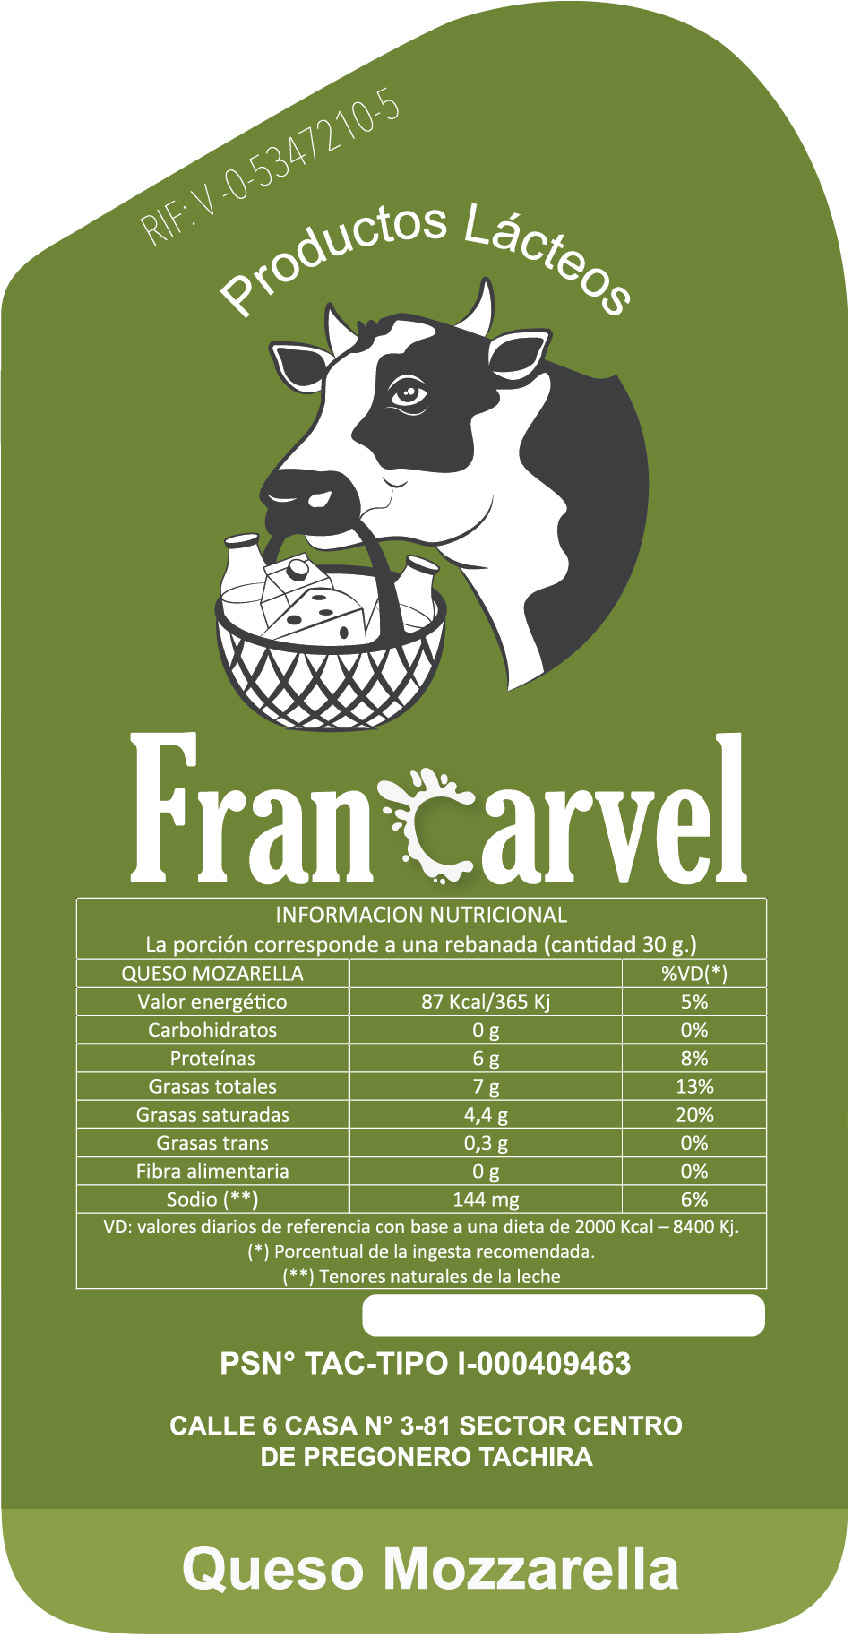 RIF: V -0-5347210-5
Productos Lácteos
Francarvel
INFORMACION NUTRICIONAL
La porción corresponde a una rebanada (cantidad 30 g.)
QUESO MOZARELLA %VD(*)
Valor energético 87 Kcal/365 Kj 5%
Carbohidratos 0 g 0%
Proteínas 6 g 8%
Grasas totales 7 g 13%
Grasas saturadas 4,4 g 20%
Grasas trans 0,3 g 0%
Fibra alimentaria 0 g 0%
Sodio (**) 144 mg 6%
VD: valores diarios de referencia con base a una dieta de 2000 Kcal – 8400 Kj.
(*) Porcentual de la ingesta recomendada.
(**) Tenores naturales de la leche
PSN° TAC-TIPO I-000409463
CALLE 6 CASA N° 3-81 SECTOR CENTRO
DE PREGONERO TACHIRA
Queso Mozzarella